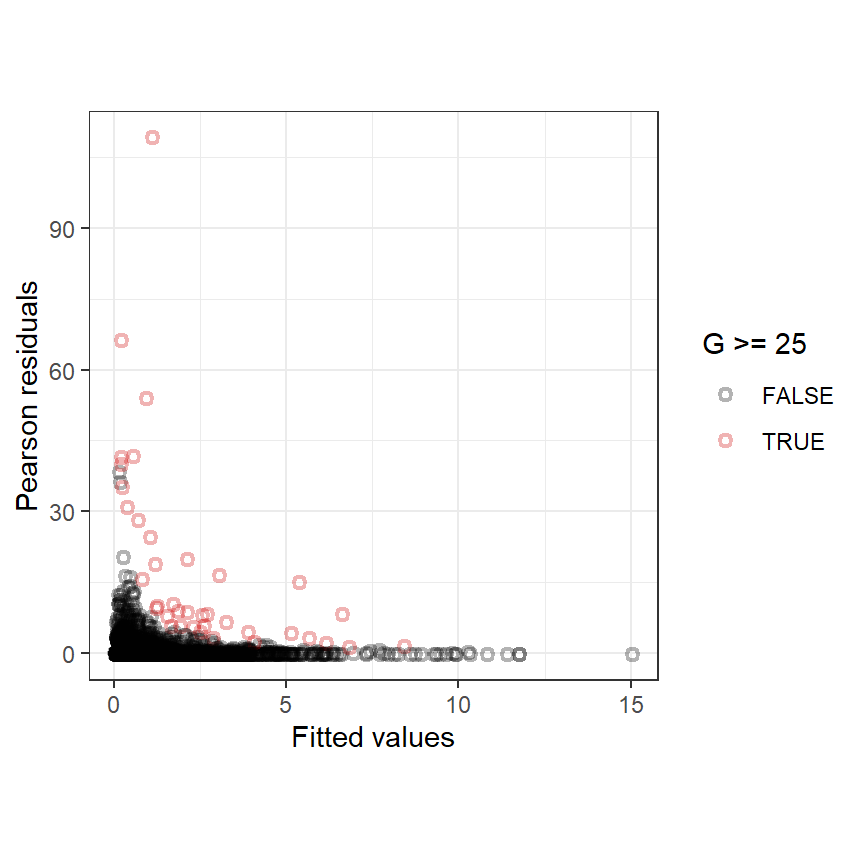 90
60
30
0
Pearson residuals
0 5 10 15
Fitted values
G >= 25
FALSE
TRUE